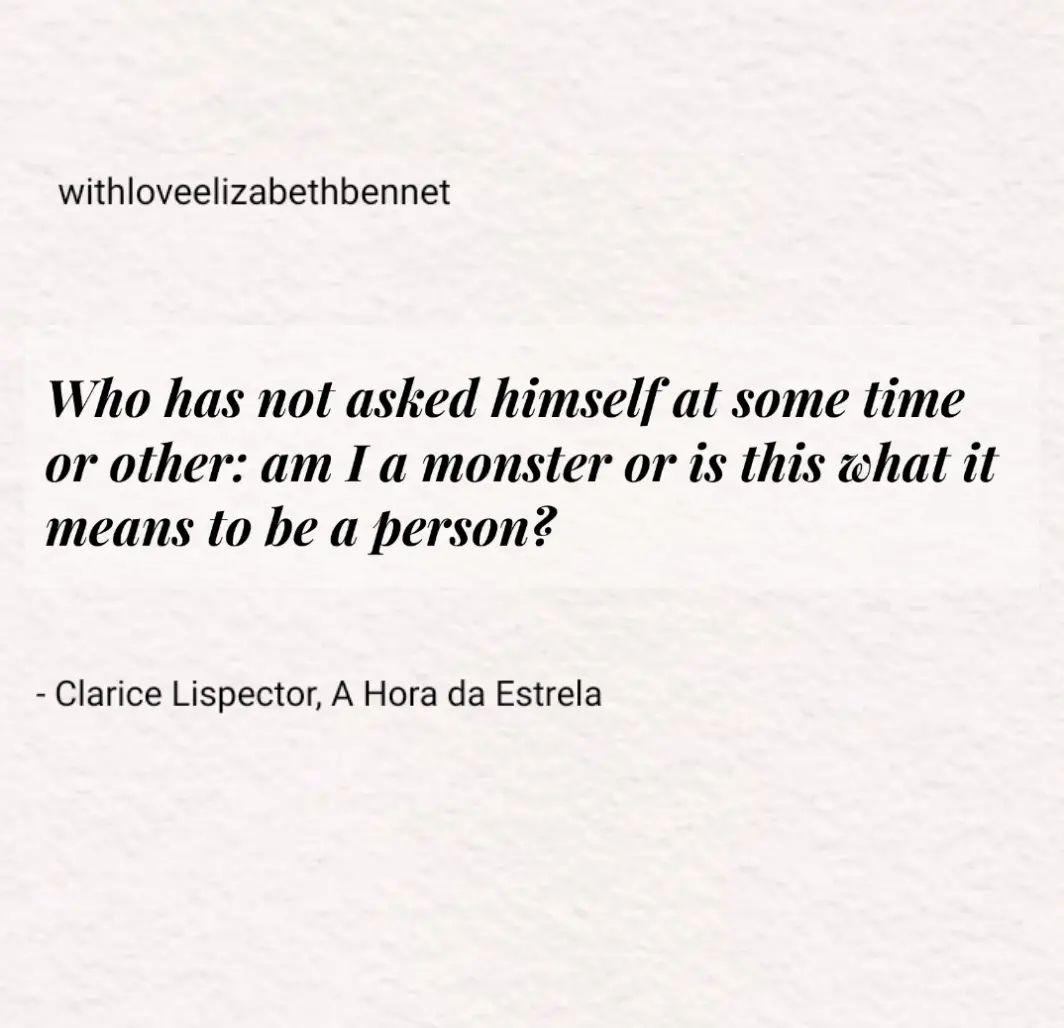 withloveelizabethbennet
Who has not asked himself at some time
or other: am I a monster or is this what it
means to be a person?
- Clarice Lispector, A Hora da Estrela